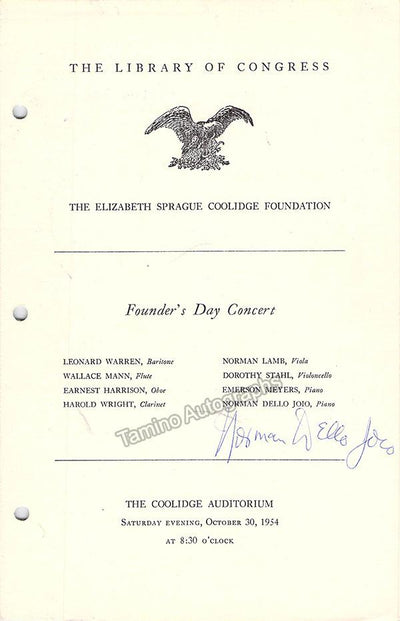 THE LIBRARY OF CONGRESS
THE ELIZABETH SPRAGUE COOLIDGE FOUNDATION
Founder's Day Concert
LEONARD WARREN, Baritone
WALLACE MANN, Flute
EARNEST HARRISON, Oboe
HAROLD WRIGHT, Clarinet
NORMAN LAMB, Viola
DOROTHY STAHL, Violoncello
EMERSON MEYERS, Piano
NORMAN DELLO JOIO, Piano
Tamino Autographs
Norman Dello Joio
THE COOLIDGE AUDITORIUM
SATURDAY EVENING, OCTOBER 30, 1954
AT 8:30 O'CLOCK